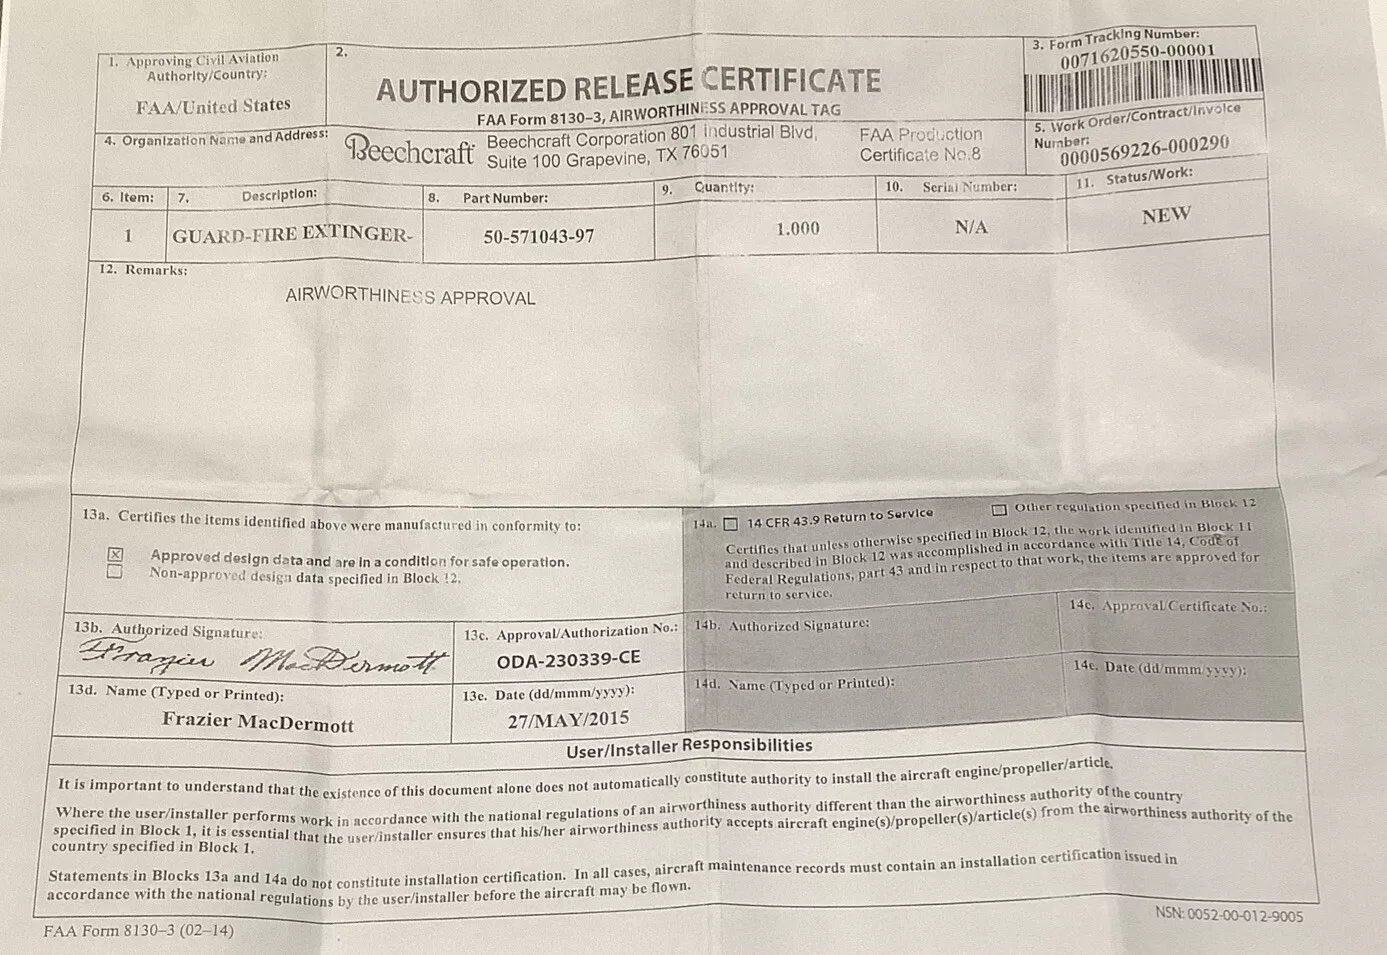 1. Approving Civil Aviation
Authority/Country:
FAA/United States
2.
AUTHORIZED RELEASE CERTIFICATE
FAA Form 8130–3, AIRWORTHINESS APPROVAL TAG
3. Form Tracking Number:
0071620550-00001
4. Organization Name and Address:
Beechcraft
Beechcraft Corporation 801 Industrial Blvd,
Suite 100 Grapevine, TX 76051
FAA Production
Certificate No.8
5. Work Order/Contract/Invoice
Number:
0000569226-000290
6. Item:
7. Description:
8. Part Number:
9. Quantity:
10. Serial Number:
11. Status/Work:
1
GUARD-FIRE EXTINGER-
50-571043-97
1.000
N/A
NEW
12. Remarks:
AIRWORTHINESS APPROVAL
13a. Certifies the items identified above were manufactured in conformity to:
Approved design data and are in a condition for safe operation.
Non-approved design data specified in Block 12.
14a. 14 CFR 43.9 Return to Service
Other regulation specified in Block 12
Certifies that unless otherwise specified in Block 12, the work identified in Block 11
and described in Block 12 was accomplished in accordance with Title 14, Code of
Federal Regulations, part 43 and in respect to that work, the items are approved for
return to service.
13b. Authorized Signature:
Frazier MacDermott
13c. Approval/Authorization No.:
ODA-230339-CE
14b. Authorized Signature:
14c. Approval/Certificate No.:
13d. Name (Typed or Printed):
Frazier MacDermott
13e. Date (dd/mmm/yyyy):
27/MAY/2015
14d. Name (Typed or Printed):
14e. Date (dd/mmm/yyyy):
User/Installer Responsibilities
It is important to understand that the existence of this document alone does not automatically constitute authority to install the aircraft engine/propeller/article.
Where the user/installer performs work in accordance with the national regulations of an airworthiness authority different than the airworthiness authority of the country
specified in Block 1, it is essential that the user/installer ensures that his/her airworthiness authority accepts aircraft engine(s)/propeller(s)/article(s) from the airworthiness authority of the
country specified in Block 1.
Statements in Blocks 13a and 14a do not constitute installation certification. In all cases, aircraft maintenance records must contain an installation certification issued in
accordance with the national regulations by the user/installer before the aircraft may be flown.
FAA Form 8130–3 (02–14)
NSN: 0052-00-012-9005